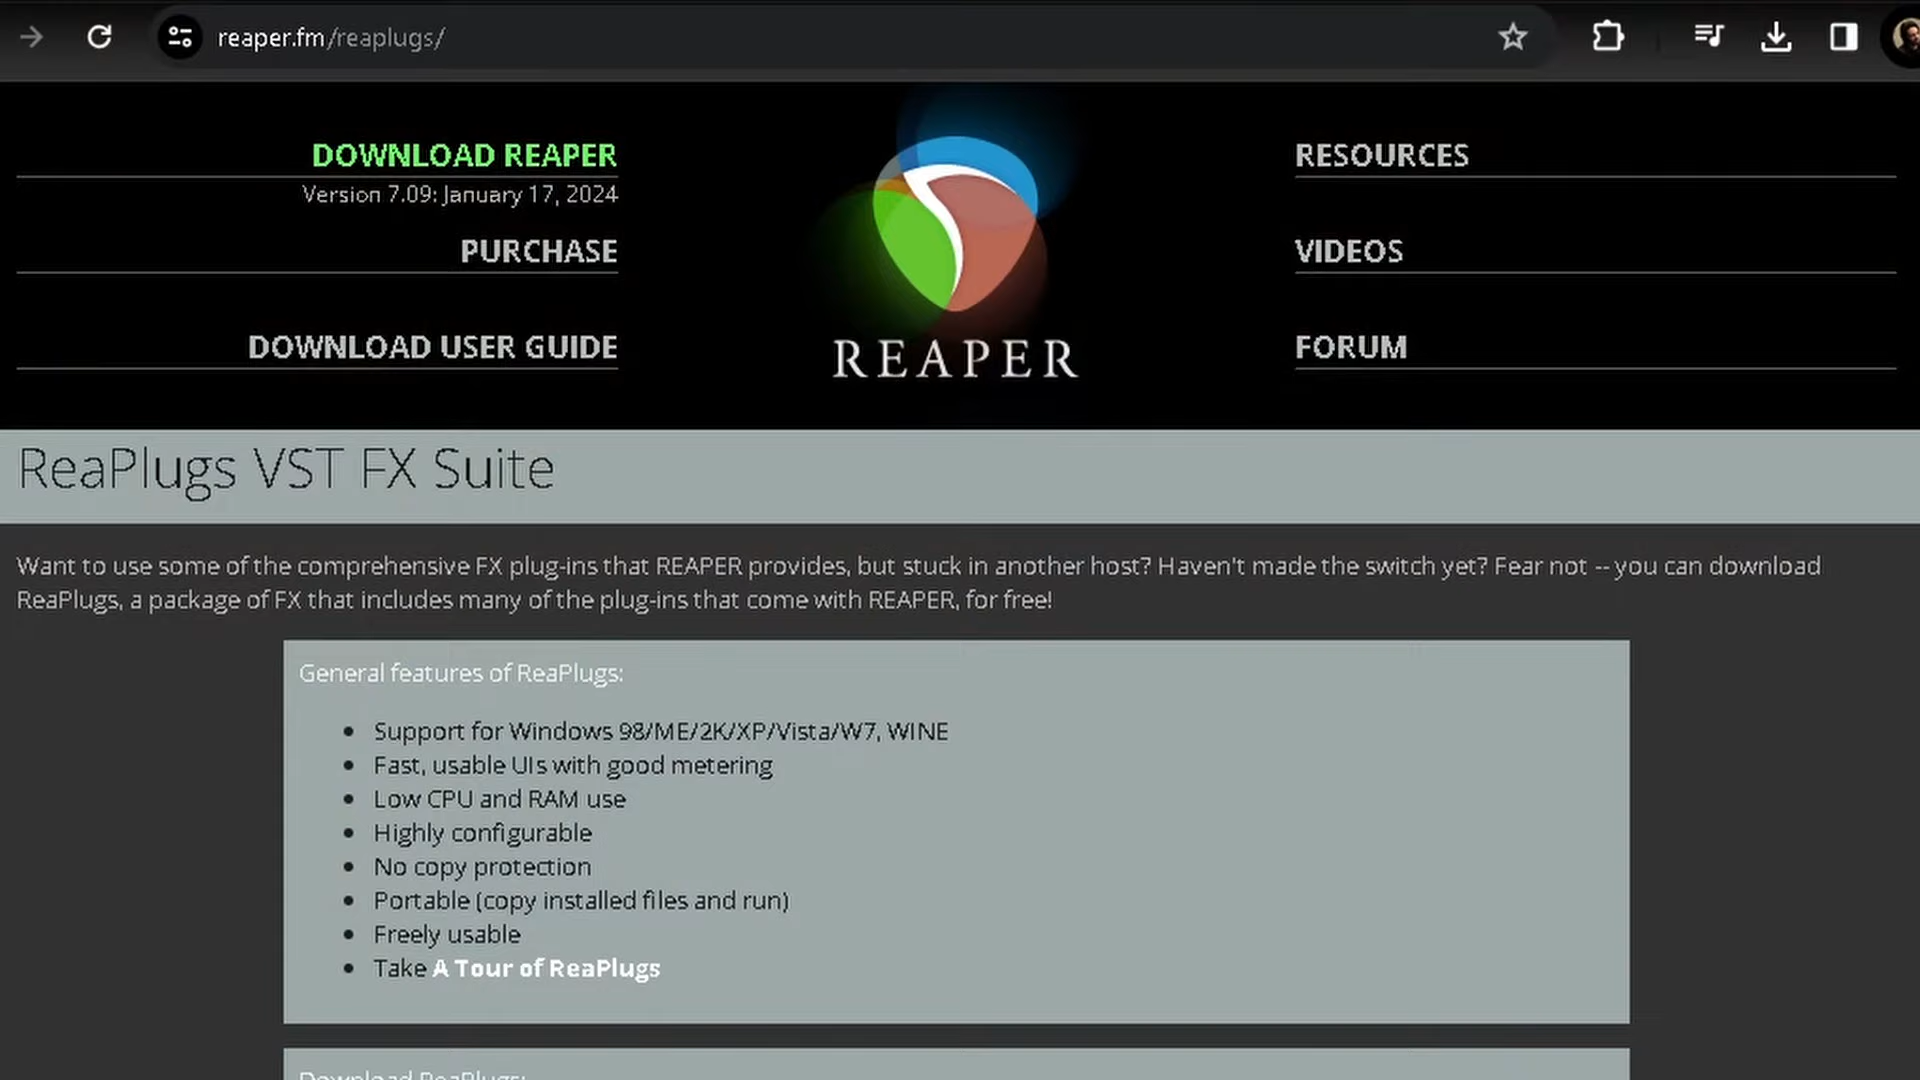 reaper.fm/reaplugs/
DOWNLOAD REAPER
Version 7.09: January 17, 2024
PURCHASE
DOWNLOAD USER GUIDE
REAPER
RESOURCES
VIDEOS
FORUM
ReaPlugs VST FX Suite
Want to use some of the comprehensive FX plug-ins that REAPER provides, but stuck in another host? Haven't made the switch yet? Fear not -- you can download
ReaPlugs, a package of FX that includes many of the plug-ins that come with REAPER, for free!
General features of ReaPlugs:
• Support for Windows 98/ME/2K/XP/Vista/W7, WINE
• Fast, usable UIs with good metering
• Low CPU and RAM use
• Highly configurable
• No copy protection
• Portable (copy installed files and run)
• Freely usable
• Take A Tour of ReaPlugs
Download ReaPlugs: